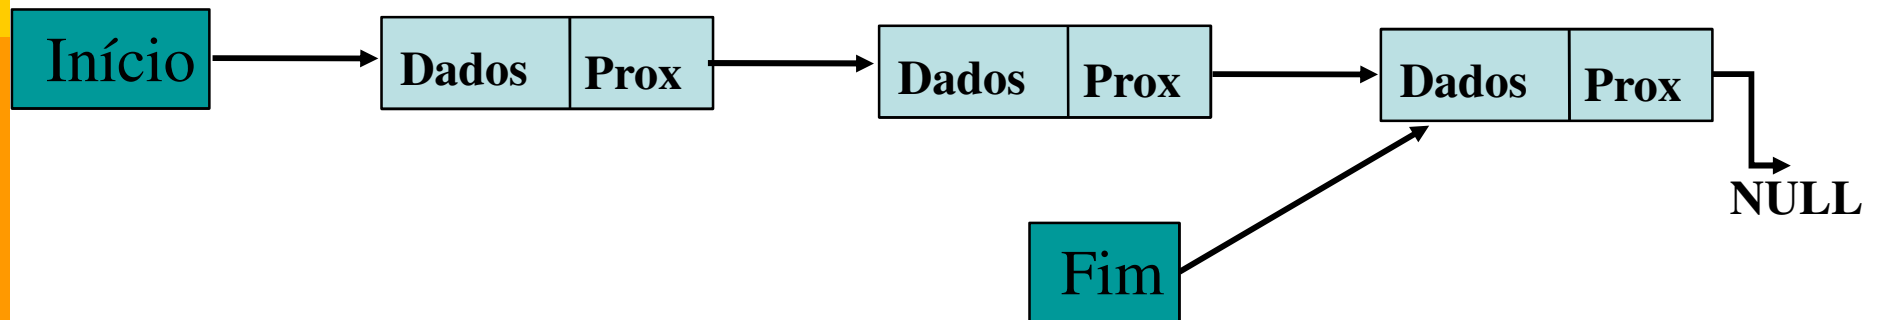 Início
Dados Prox
Dados Prox
Dados Prox
NULL
Fim